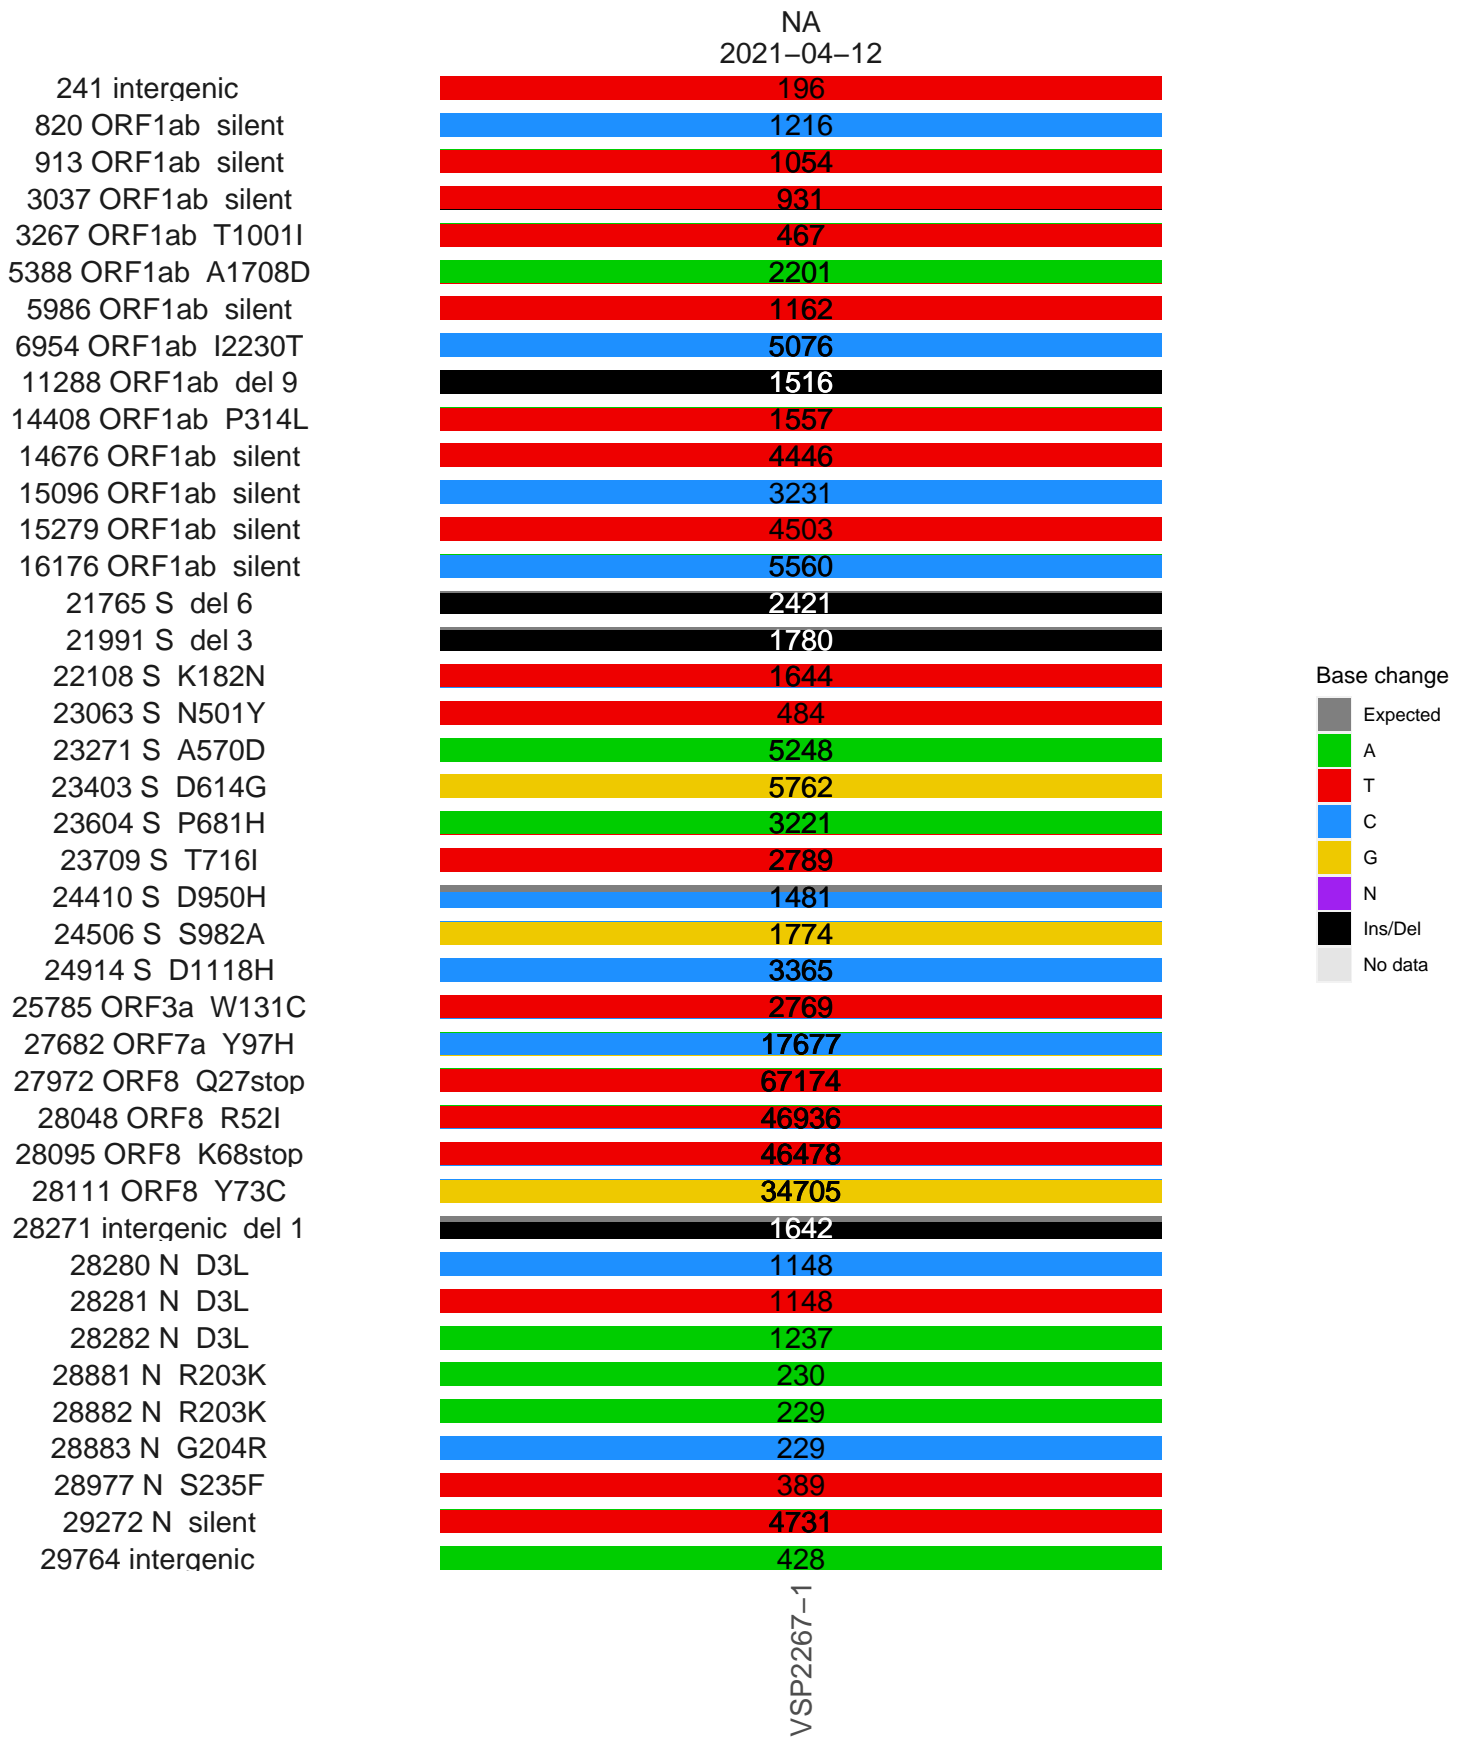 NA
2021−04−12
241 intergenic 196
820 ORF1ab silent 1216
913 ORF1ab silent 1054
3037 ORF1ab silent 931
3267 ORF1ab T1001I 467
5388 ORF1ab A1708D 2201
5986 ORF1ab silent 1162
6954 ORF1ab I2230T 5076
11288 ORF1ab del 9 1516
14408 ORF1ab P314L 1557
14676 ORF1ab silent 4446
15096 ORF1ab silent 3231
15279 ORF1ab silent 4503
16176 ORF1ab silent 5560
21765 S del 6 2421
21991 S del 3 1780
22108 S K182N 1644
23063 S N501Y 484
23271 S A570D 5248
23403 S D614G 5762
23604 S P681H 3221
23709 S T716I 2789
24410 S D950H 1481
24506 S S982A 1774
24914 S D1118H 3365
25785 ORF3a W131C 2769
27682 ORF7a Y97H 17677
27972 ORF8 Q27stop 67174
28048 ORF8 R52I 46936
28095 ORF8 K68stop 46478
28111 ORF8 Y73C 34705
28271 intergenic del 1 1642
28280 N D3L 1148
28281 N D3L 1148
28282 N D3L 1237
28881 N R203K 230
28882 N R203K 229
28883 N G204R 229
28977 N S235F 389
29272 N silent 4731
29764 intergenic 428
VSP2267−1
Base change
Expected
A
T
C
G
N
Ins/Del
No data